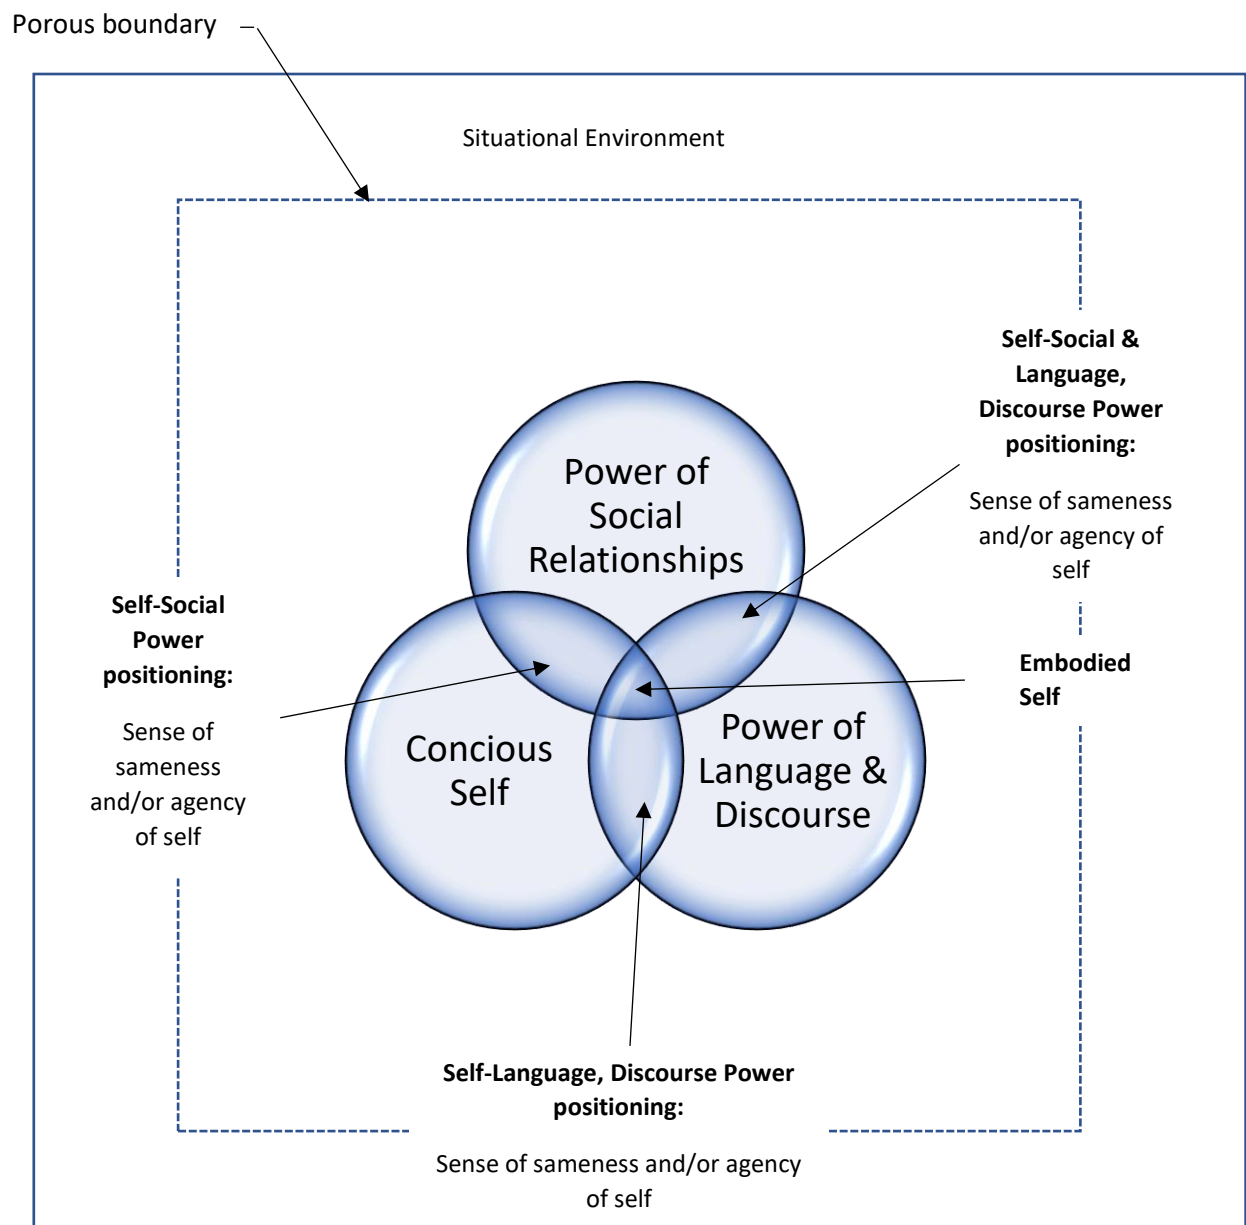 Porous boundary
Situational Environment
Self-Social &
Language,
Discourse Power
positioning:
Sense of sameness
and/or agency of
self
Power of
Social
Relationships
Self-Social
Power
positioning:
Sense of
sameness
and/or agency
of self
Embodied
Self
Concious
Self
Power of
Language &
Discourse
Self-Language, Discourse Power
positioning:
Sense of sameness and/or agency
of self